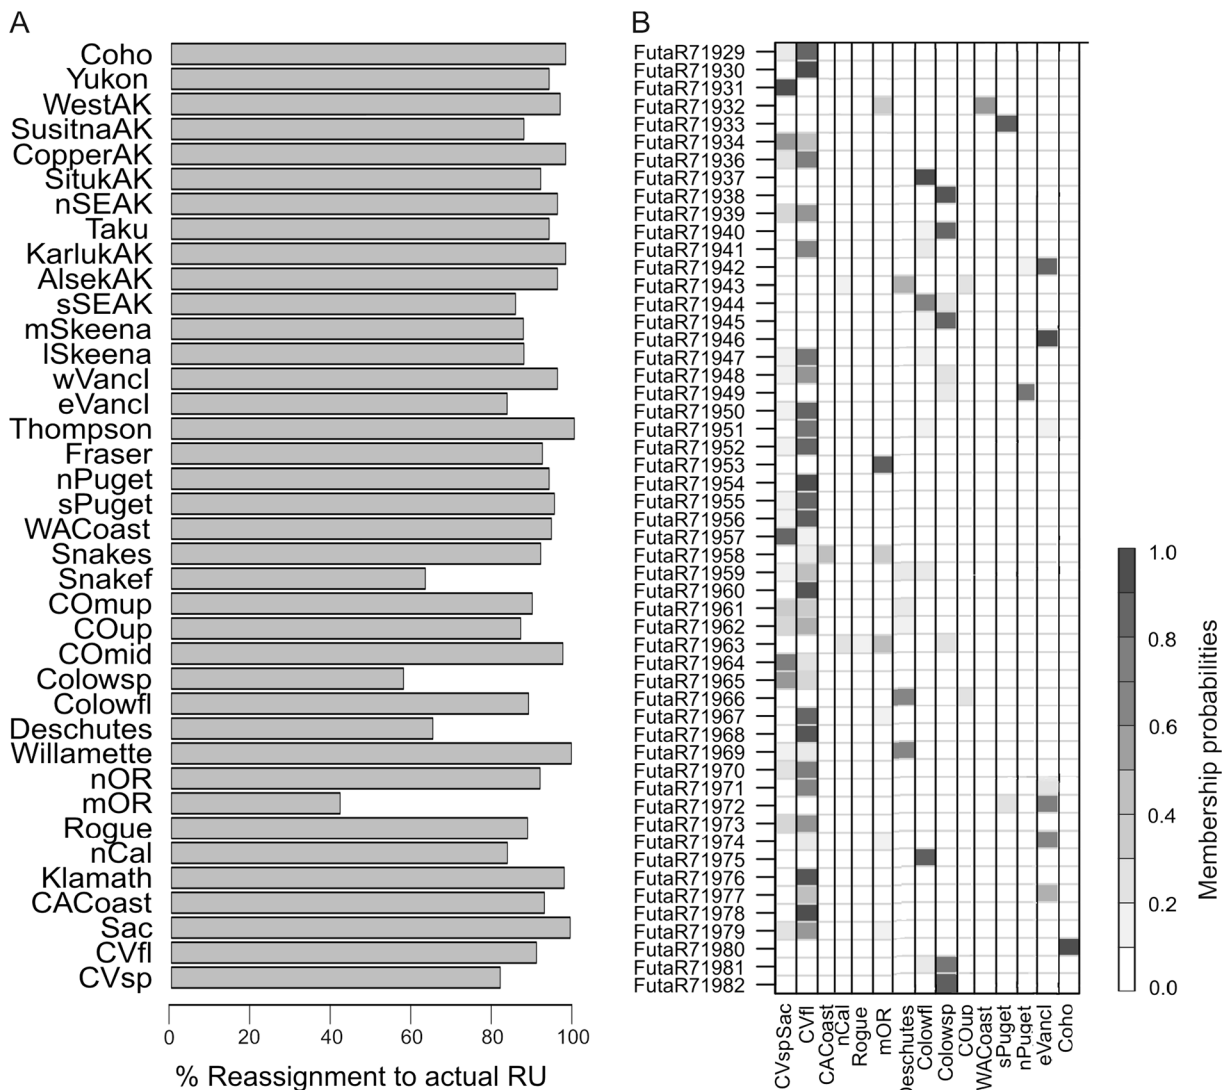 A
Coho
Yukon
WestAK
SusitnaAK
CopperAK
SitukAK
nSEAK
Taku
KarlukAK
AlsekAK
sSEAK
mSkeena
lSkeena
wVancI
eVancI
Thompson
Fraser
nPuget
sPuget
WACoast
Snakes
Snakef
COmup
COup
COmid
Colowsp
Colowfl
Deschutes
Willamette
nOR
mOR
Rogue
nCal
Klamath
CACoast
Sac
CVfl
CVsp
0 20 40 60 80 100
% Reassignment to actual RU
B
FutaR71929
FutaR71930
FutaR71931
FutaR71932
FutaR71933
FutaR71934
FutaR71936
FutaR71937
FutaR71938
FutaR71939
FutaR71940
FutaR71941
FutaR71942
FutaR71943
FutaR71944
FutaR71945
FutaR71946
FutaR71947
FutaR71948
FutaR71949
FutaR71950
FutaR71951
FutaR71952
FutaR71953
FutaR71954
FutaR71955
FutaR71956
FutaR71957
FutaR71958
FutaR71959
FutaR71960
FutaR71961
FutaR71962
FutaR71963
FutaR71964
FutaR71965
FutaR71966
FutaR71967
FutaR71968
FutaR71969
FutaR71970
FutaR71971
FutaR71972
FutaR71973
FutaR71974
FutaR71975
FutaR71976
FutaR71977
FutaR71978
FutaR71979
FutaR71980
FutaR71981
FutaR71982
CVspSac
CVfl
CACoast
nCal
Rogue
mOR
Deschutes
Colowfl
Colowsp
COup
WACoast
sPuget
nPuget
eVancI
Coho
1.0
0.8
0.6
0.4
0.2
0.0
Membership probabilities